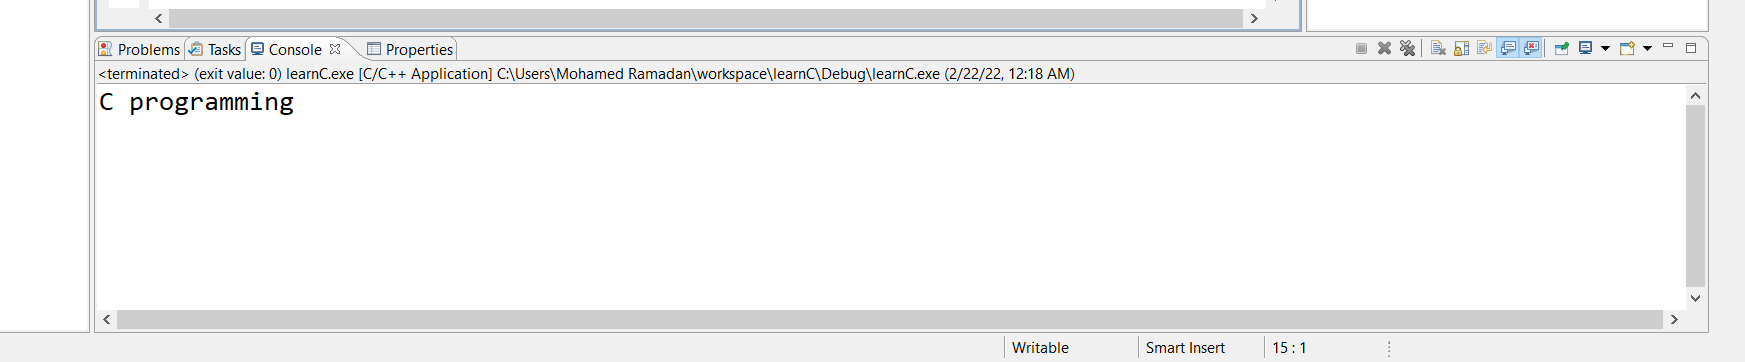 Problems Tasks Console Properties
<terminated> (exit value: 0) learnC.exe [C/C++ Application] C:\Users\Mohamed Ramadan\workspace\learnC\Debug\learnC.exe (2/22/22, 12:18 AM)
C programming
Writable Smart Insert 15 : 1